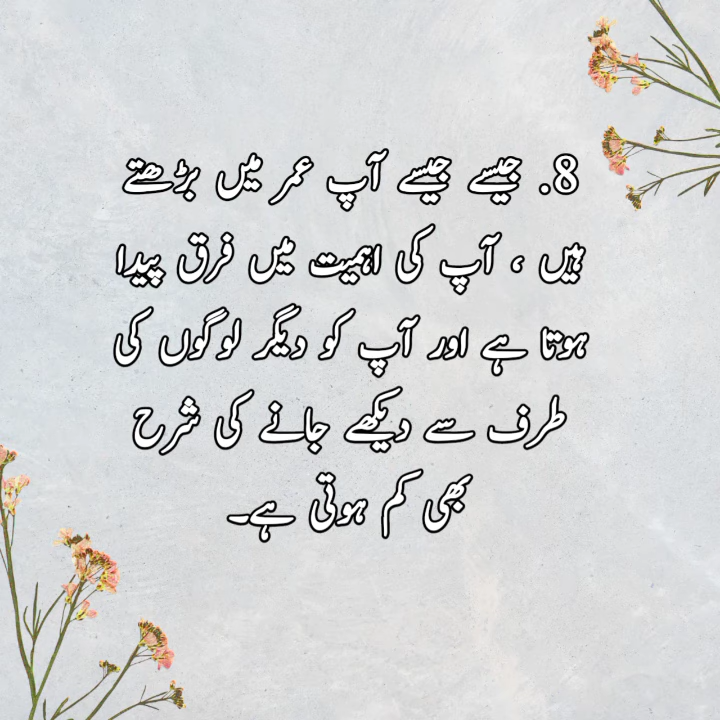 8. جیسے جیسے آپ عمر میں بڑھتے
ہیں ، آپ کی اہمیت میں فرق پیدا
ہوتا ہے اور آپ کو دیگر لوگوں کی
طرف سے دیکھے جانے کی شرح
بھی کم ہوتی ہے۔